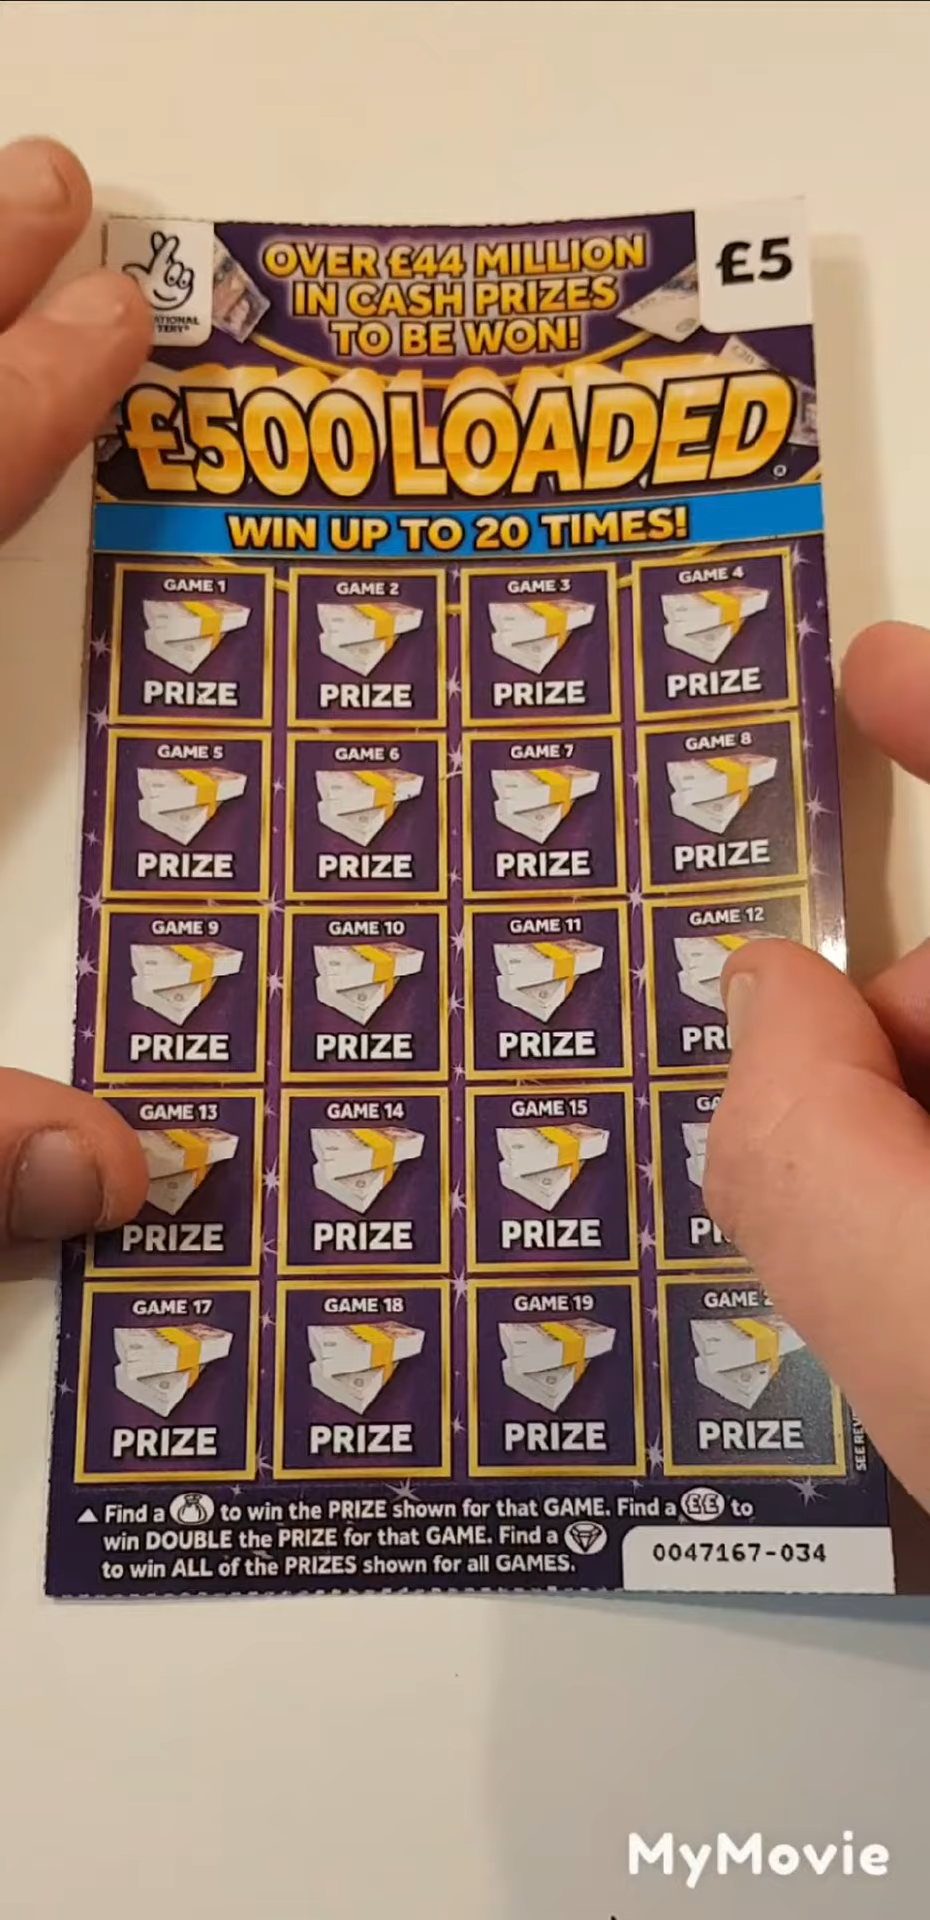 OVER £44 MILLION
IN CASH PRIZES
TO BE WON!
£5
£500 LOADED
WIN UP TO 20 TIMES!
GAME 1 GAME 2 GAME 3 GAME 4
PRIZE PRIZE PRIZE PRIZE
GAME 5 GAME 6 GAME 7 GAME 8
PRIZE PRIZE PRIZE PRIZE
GAME 9 GAME 10 GAME 11 GAME 12
PRIZE PRIZE PRIZE
GAME 13 GAME 14 GAME 15
PRIZE PRIZE PRIZE
GAME 17 GAME 18 GAME 19 GAME
PRIZE PRIZE PRIZE PRIZE
Find a to win the PRIZE shown for that GAME. Find a ££ to
win DOUBLE the PRIZE for that GAME. Find a
to win ALL of the PRIZES shown for all GAMES.
0047167-034
MyMovie